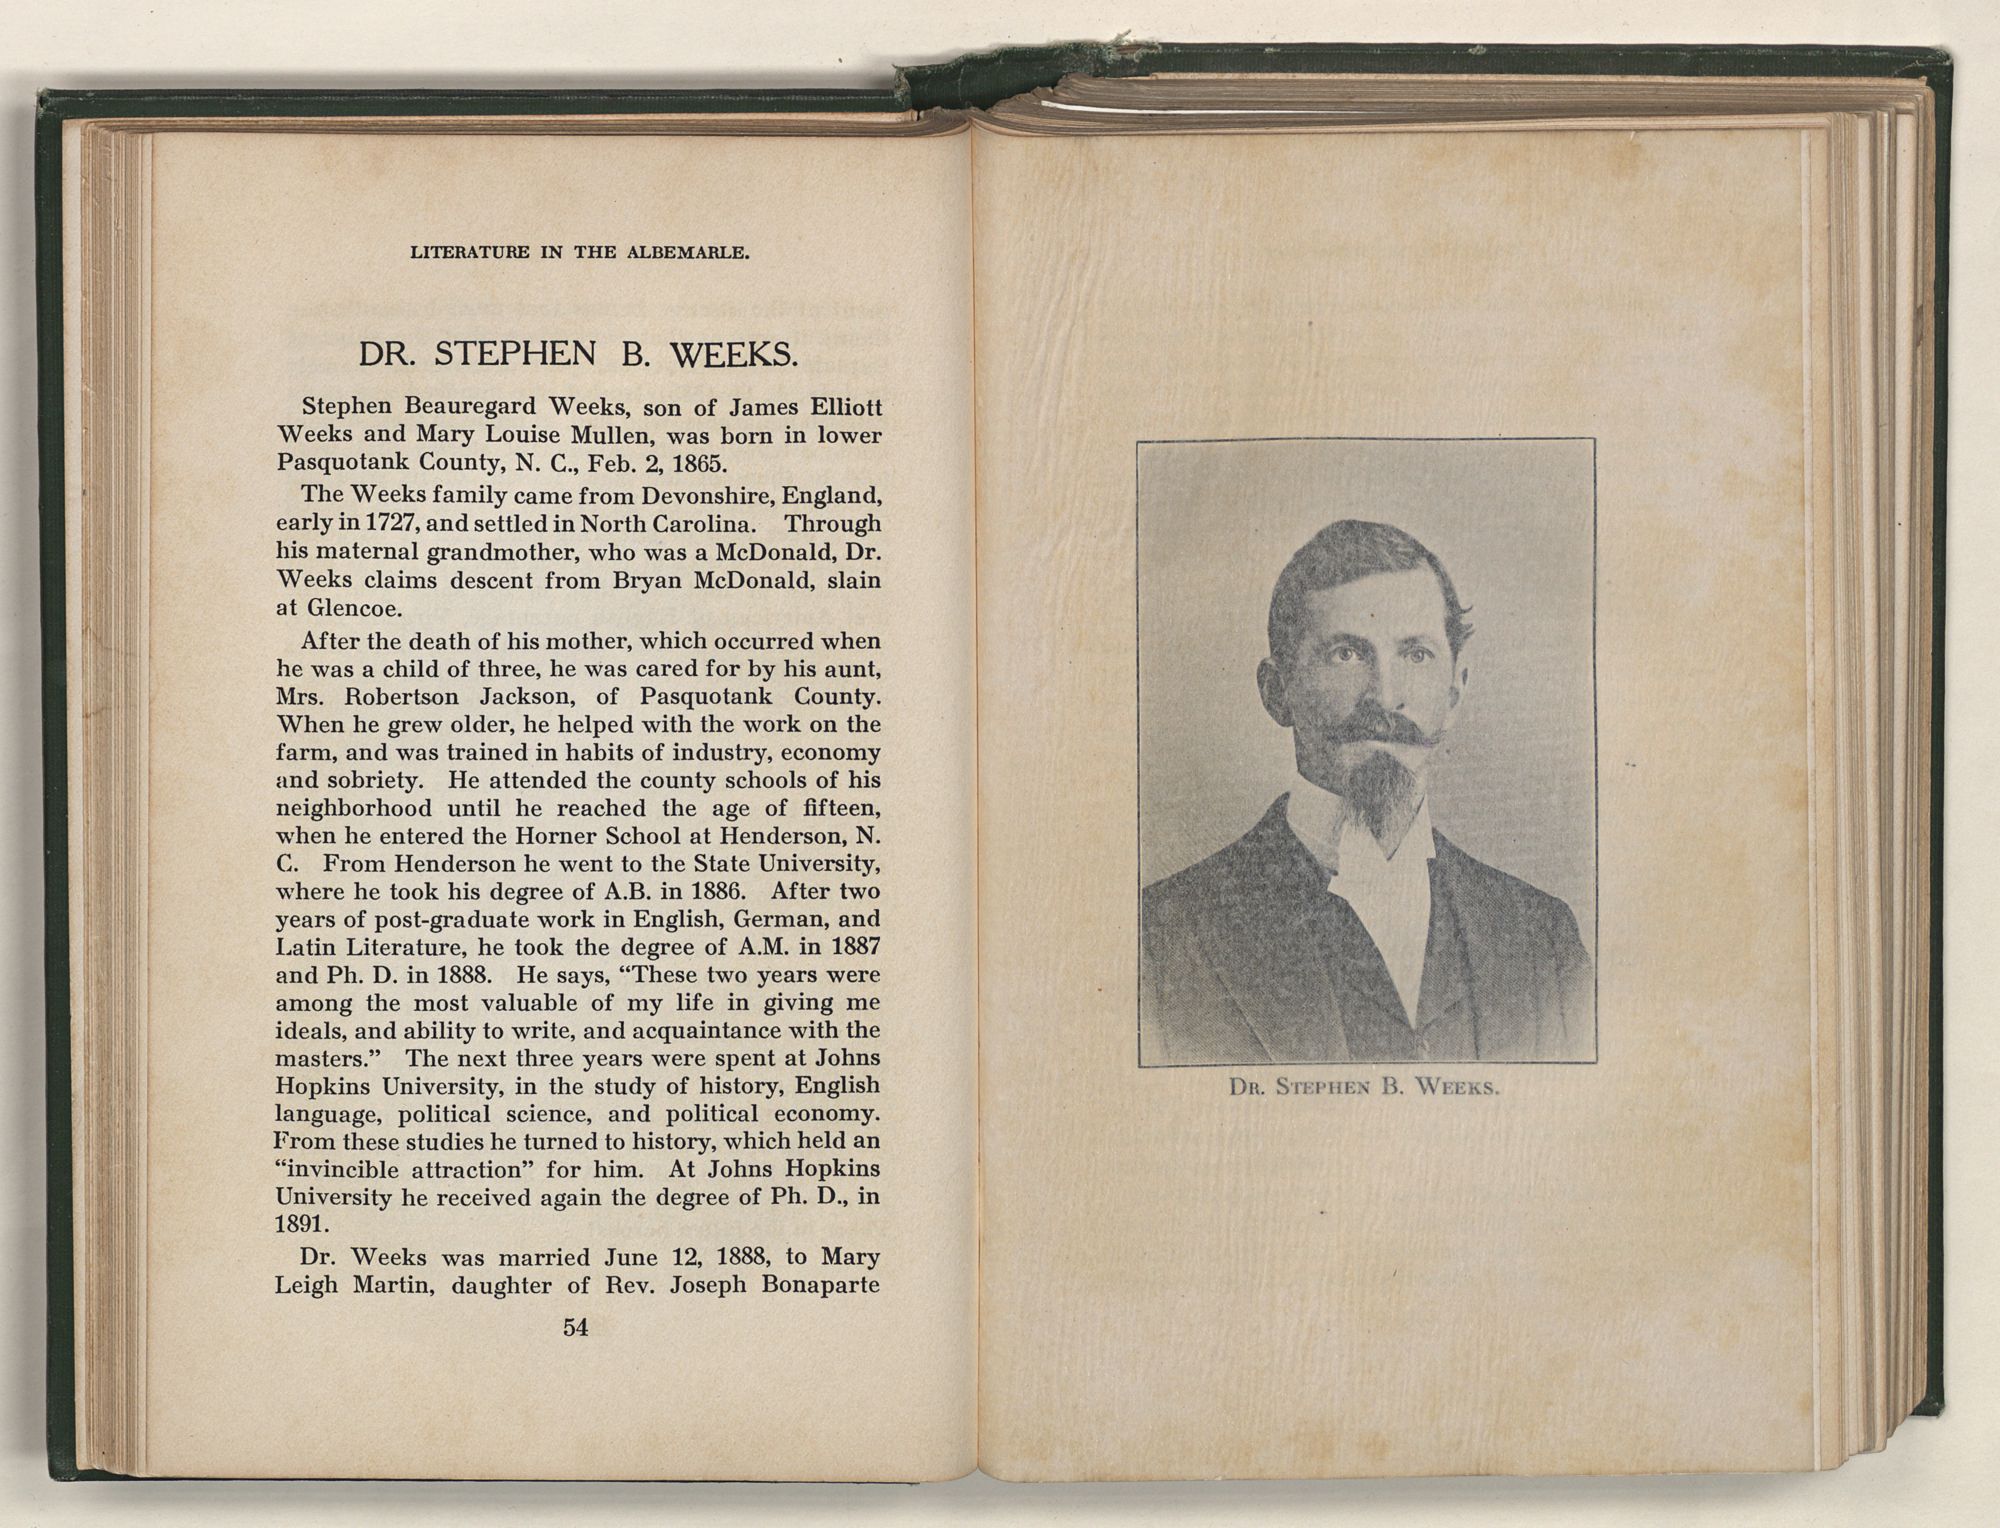 LITERATURE IN THE ALBEMARLE.
DR. STEPHEN B. WEEKS.
Stephen Beauregard Weeks, son of James Elliott
Weeks and Mary Louise Mullen, was born in lower
Pasquotank County, N. C., Feb. 2, 1865.
The Weeks family came from Devonshire, England,
early in 1727, and settled in North Carolina. Through
his maternal grandmother, who was a McDonald, Dr.
Weeks claims descent from Bryan McDonald, slain
at Glencoe.
After the death of his mother, which occurred when
he was a child of three, he was cared for by his aunt,
Mrs. Robertson Jackson, of Pasquotank County.
When he grew older, he helped with the work on the
farm, and was trained in habits of industry, economy
and sobriety. He attended the county schools of his
neighborhood until he reached the age of fifteen,
when he entered the Horner School at Henderson, N.
C. From Henderson he went to the State University,
where he took his degree of A.B. in 1886. After two
years of post-graduate work in English, German, and
Latin Literature, he took the degree of A.M. in 1887
and Ph. D. in 1888. He says, “These two years were
among the most valuable of my life in giving me
ideals, and ability to write, and acquaintance with the
masters.” The next three years were spent at Johns
Hopkins University, in the study of history, English
language, political science, and political economy.
From these studies he turned to history, which held an
“invincible attraction” for him. At Johns Hopkins
University he received again the degree of Ph. D., in
1891.
Dr. Weeks was married June 12, 1888, to Mary
Leigh Martin, daughter of Rev. Joseph Bonaparte
54
DR. STEPHEN B. WEEKS.